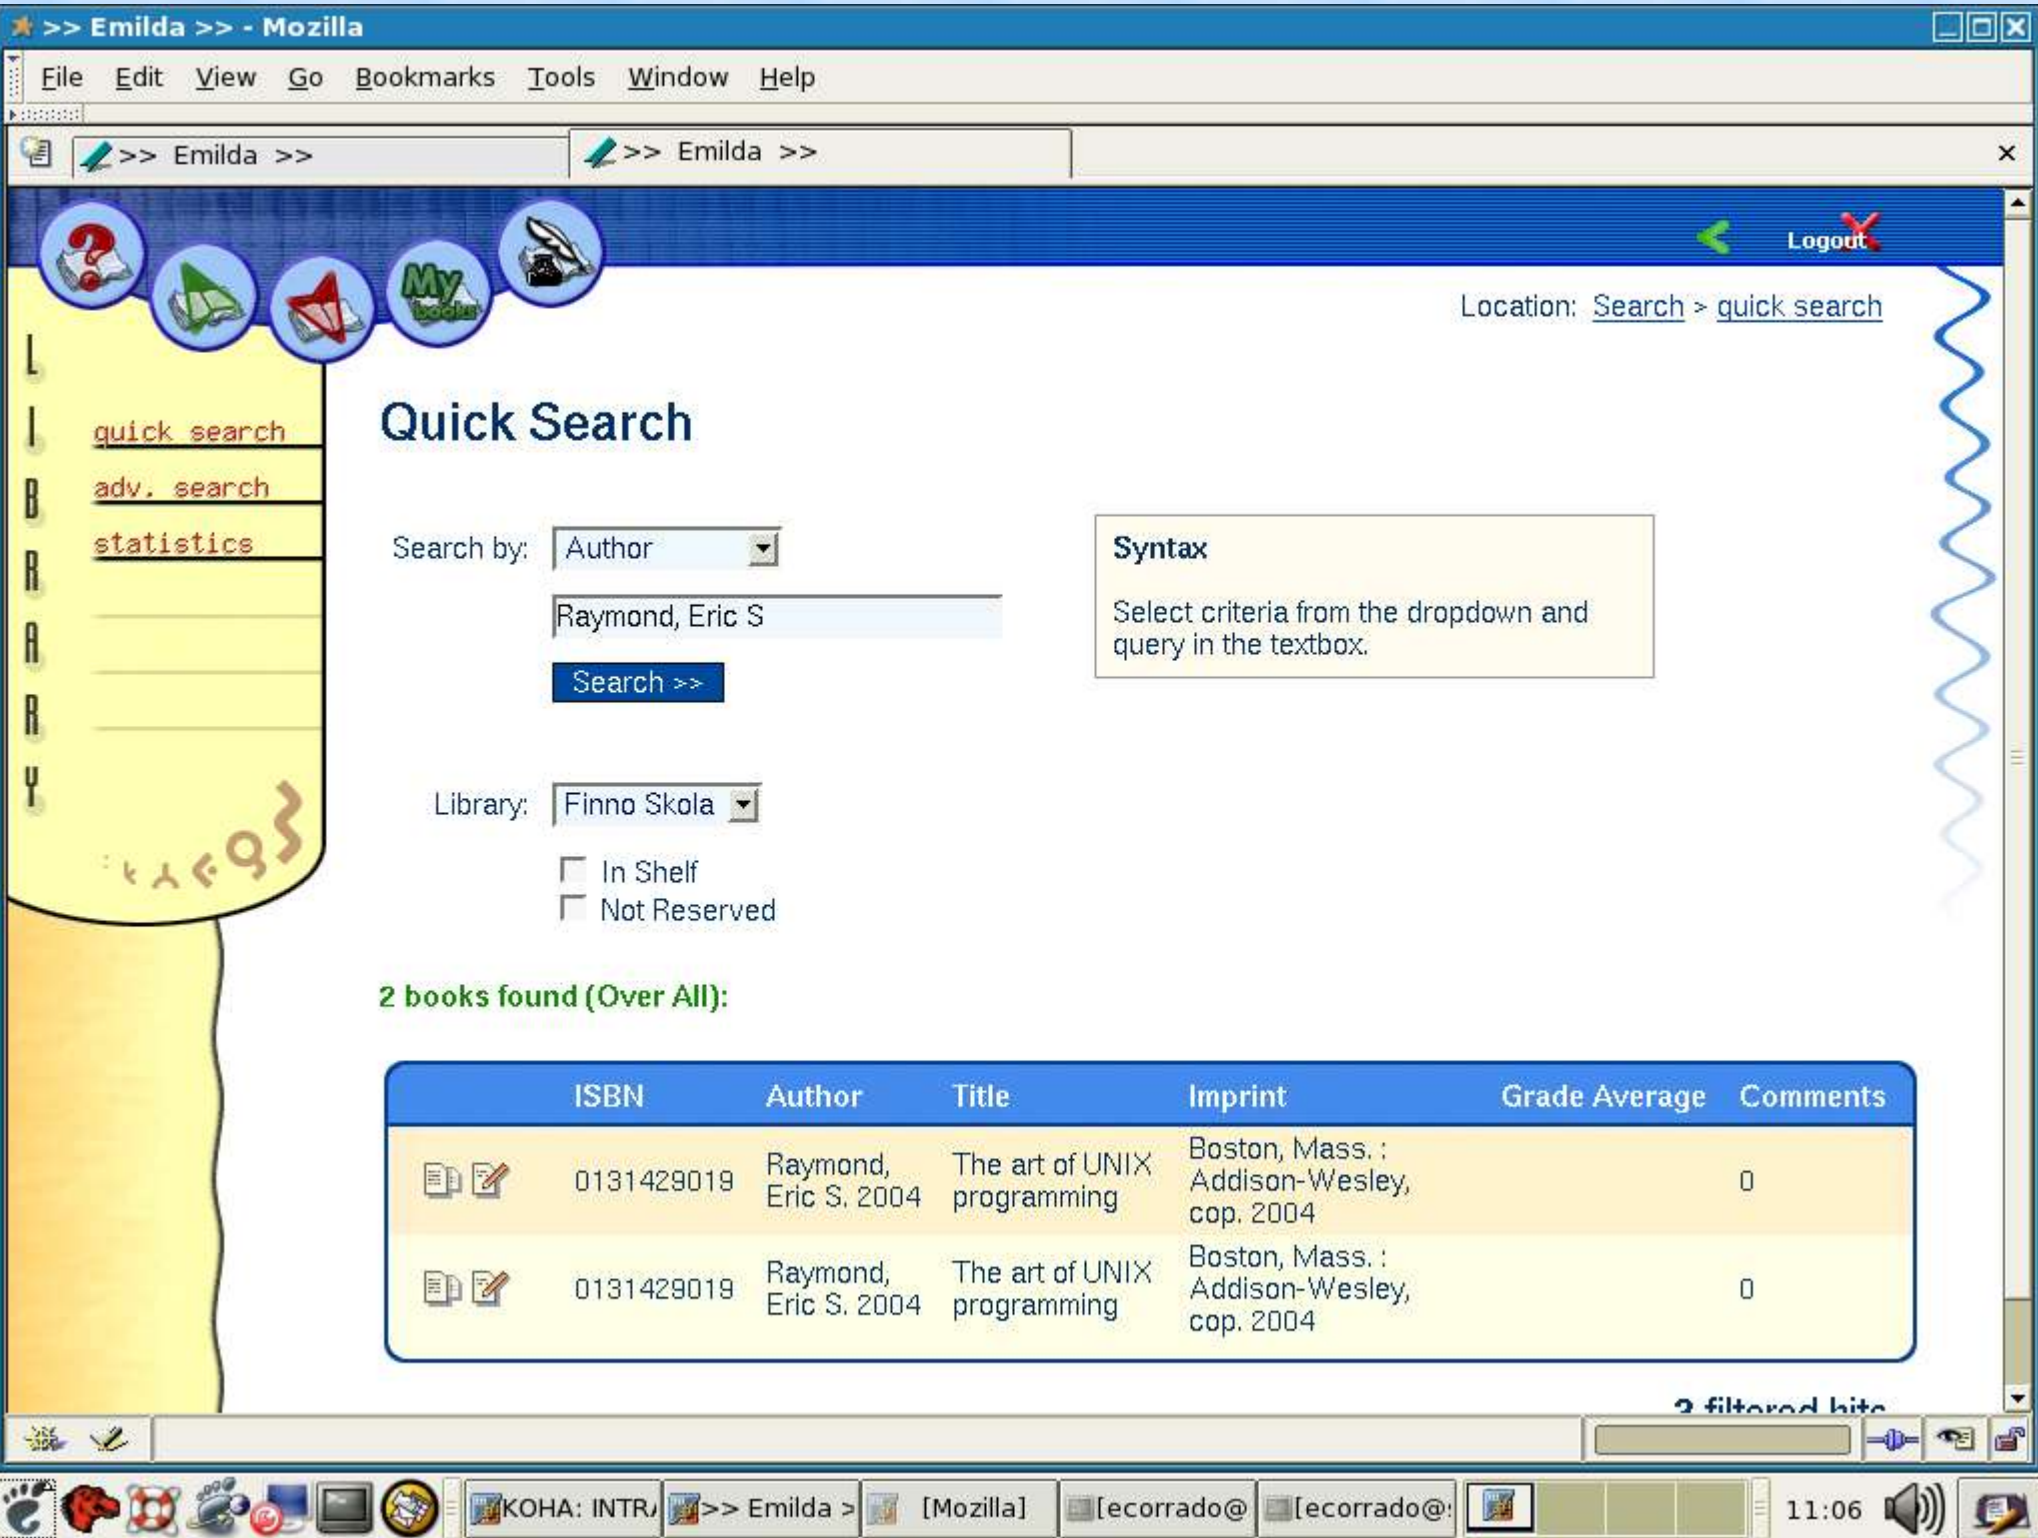 >> Emilda >> - Mozilla
File Edit View Go Bookmarks Tools Window Help
>> Emilda >>
>> Emilda >>
My
books
Logout
Location: Search > quick search
LIBRARY
quick search
adv. search
statistics
Quick Search
Search by: Author
Raymond, Eric S
Search >>
Syntax
Select criteria from the dropdown and
query in the textbox.
Library: Finno Skola
In Shelf
Not Reserved
2 books found (Over All):
ISBN Author Title Imprint Grade Average Comments
0131429019 Raymond, Eric S. 2004 The art of UNIX programming Boston, Mass. : Addison-Wesley, cop. 2004 0
0131429019 Raymond, Eric S. 2004 The art of UNIX programming Boston, Mass. : Addison-Wesley, cop. 2004 0
filtered hits
KOHA: INTR >> Emilda > [Mozilla] [ecorrado@ [ecorrado@: 11:06